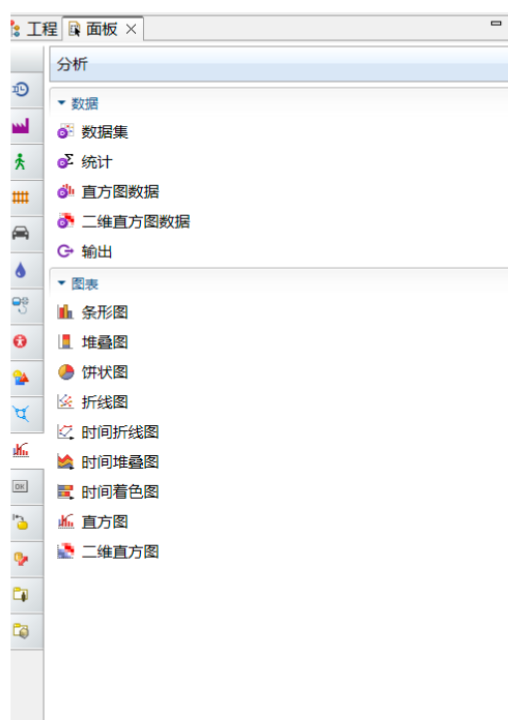 工程 面板
分析
数据
数据集
统计
直方图数据
二维直方图数据
输出
图表
条形图
堆叠图
饼状图
折线图
时间折线图
时间堆叠图
时间着色图
直方图
二维直方图
OK